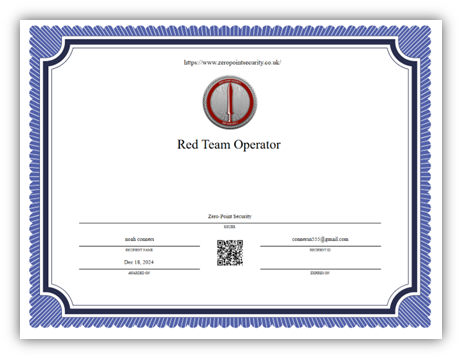 https://www.zeropointsecurity.co.uk/
Red Team Operator
Zero-Point Security
ISSUER
noah conners
RECIPIENT NAME
connerun555@gmail.com
RECIPIENT ID
Dec 18, 2024
AWARDED ON
EXPIRES ON